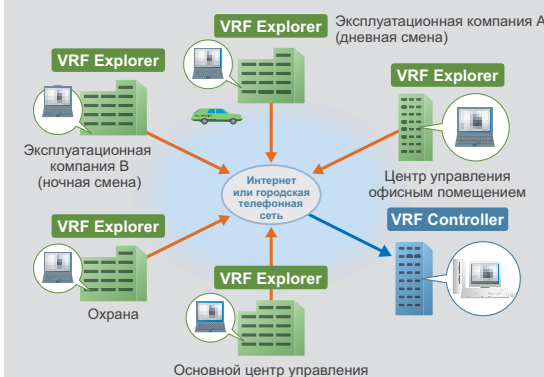 VRF Explorer
Эксплуатационная компания А
(дневная смена)
VRF Explorer
Эксплуатационная
компания В
(ночная смена)
VRF Explorer
Центр управления
офисным помещением
Интернет
или городская
телефонная
сеть
VRF Controller
VRF Explorer
Охрана
VRF Explorer
Основной центр управления